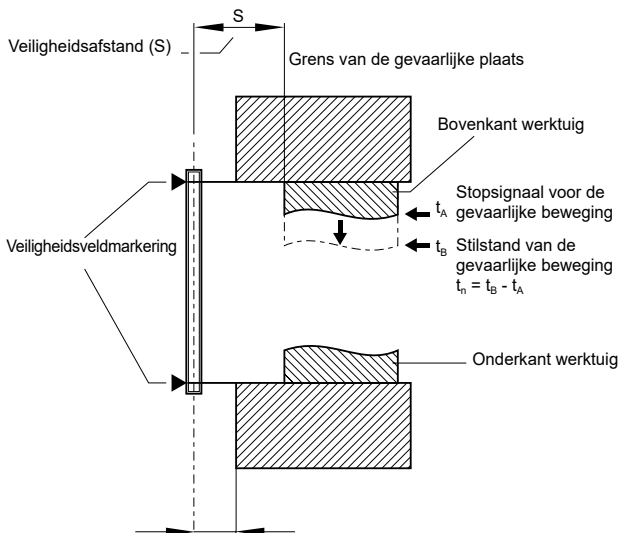 S
Veiligheidsafstand (S)
Grens van de gevaarlijke plaats
Bovenkant werktuig
t_A Stopsignaal voor de
gevaarlijke beweging
Veiligheidsveldmarkering
t_B Stilstand van de
gevaarlijke beweging
t_n = t_B - t_A
Onderkant werktuig